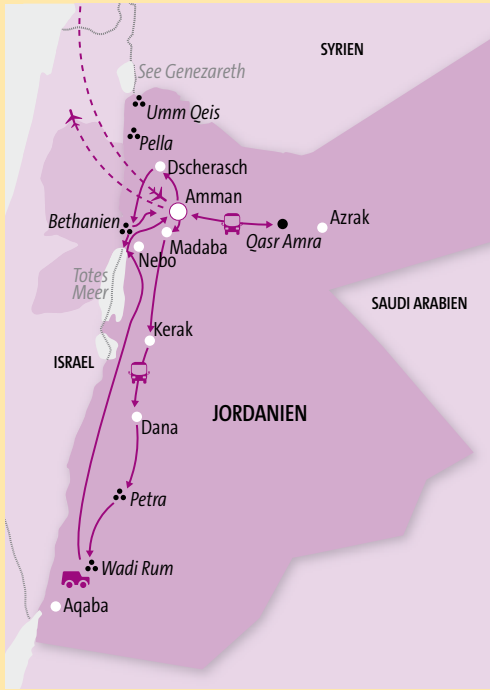 SYRIEN
See Genezareth
Umm Qeis
Pella
Dscherasch
Amman
Bethanien
Azrak
Qasr Amra
Madaba
Nebo
Totes
Meer
SAUDI ARABIEN
Kerak
ISRAEL
JORDANIEN
Dana
Petra
Wadi Rum
Aqaba